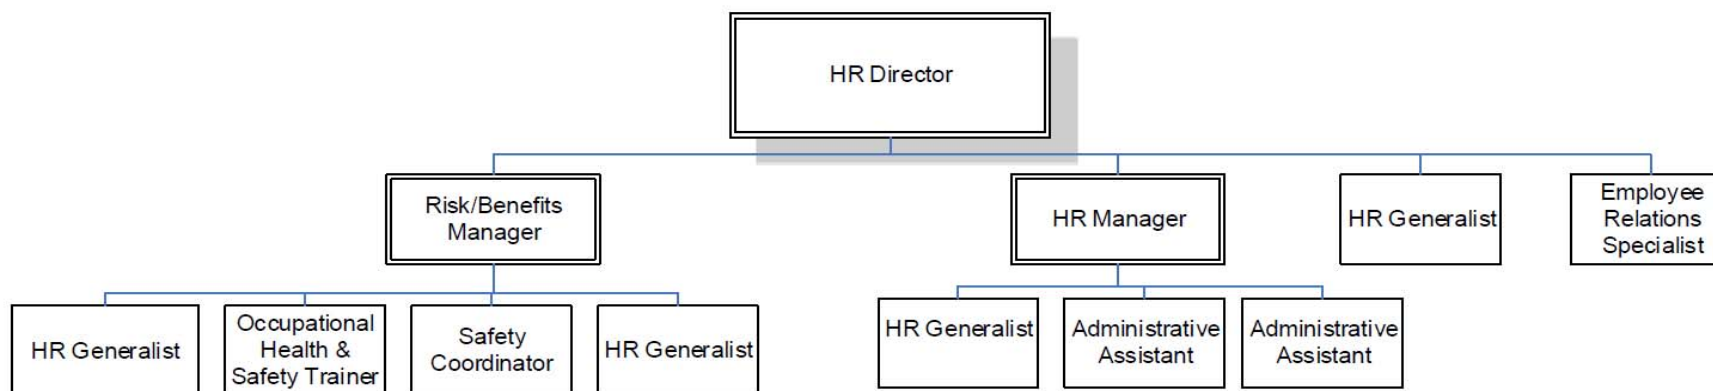 HR Director
Risk/Benefits
Manager
HR Manager
HR Generalist
Employee
Relations
Specialist
HR Generalist
Occupational
Health &
Safety Trainer
Safety
Coordinator
HR Generalist
HR Generalist
Administrative
Assistant
Administrative
Assistant